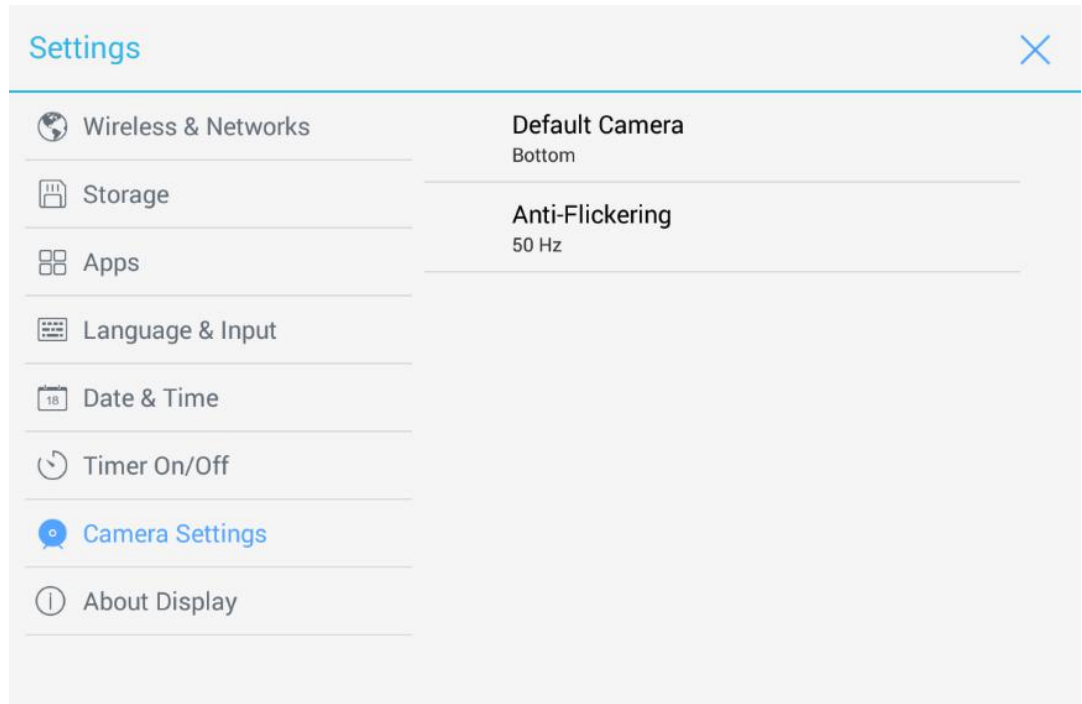 Settings
Wireless & Networks
Storage
Apps
Language & Input
18
Date & Time
Timer On/Off
Camera Settings
About Display
Default Camera
Bottom
Anti-Flickering
50 Hz